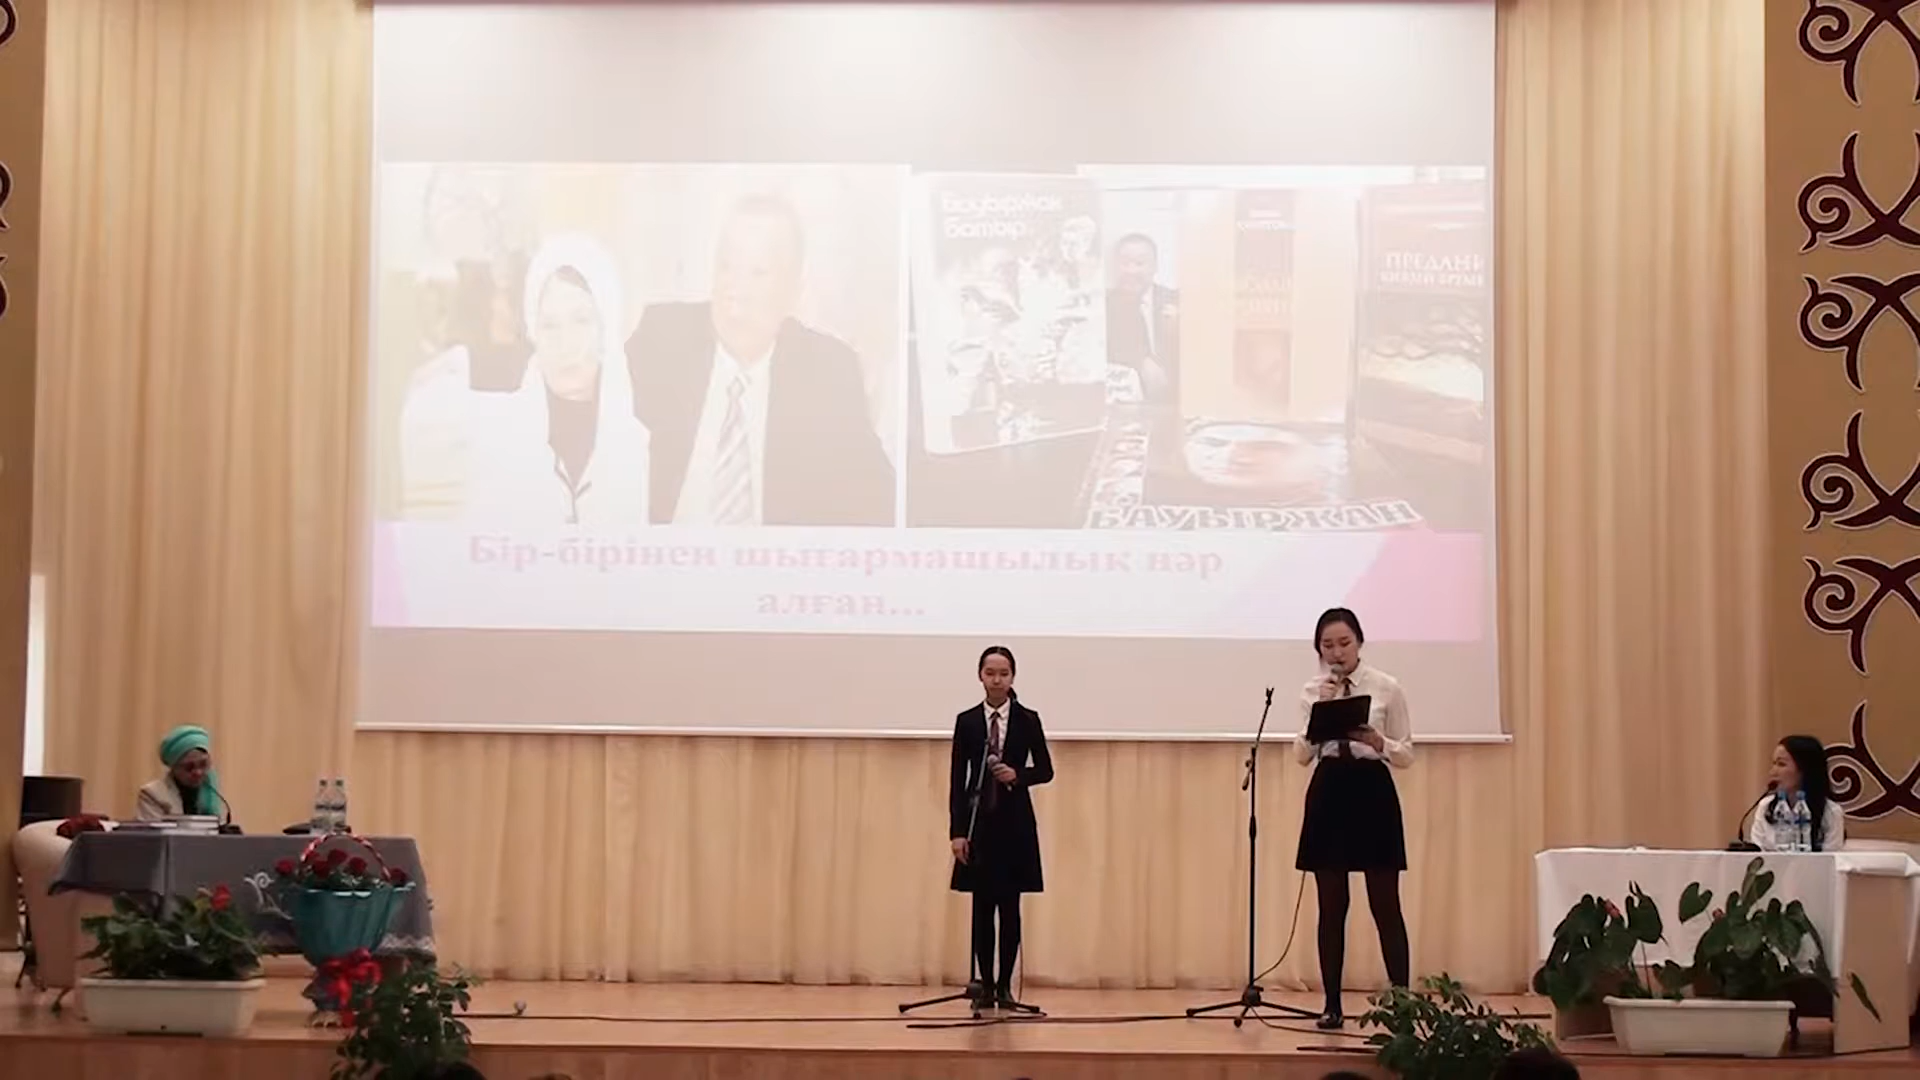 Бауыржан
батыр
ПРЕДАНИ
БАУЫРЖАН
Бір-бірінен шығармашылық нәр
алған...